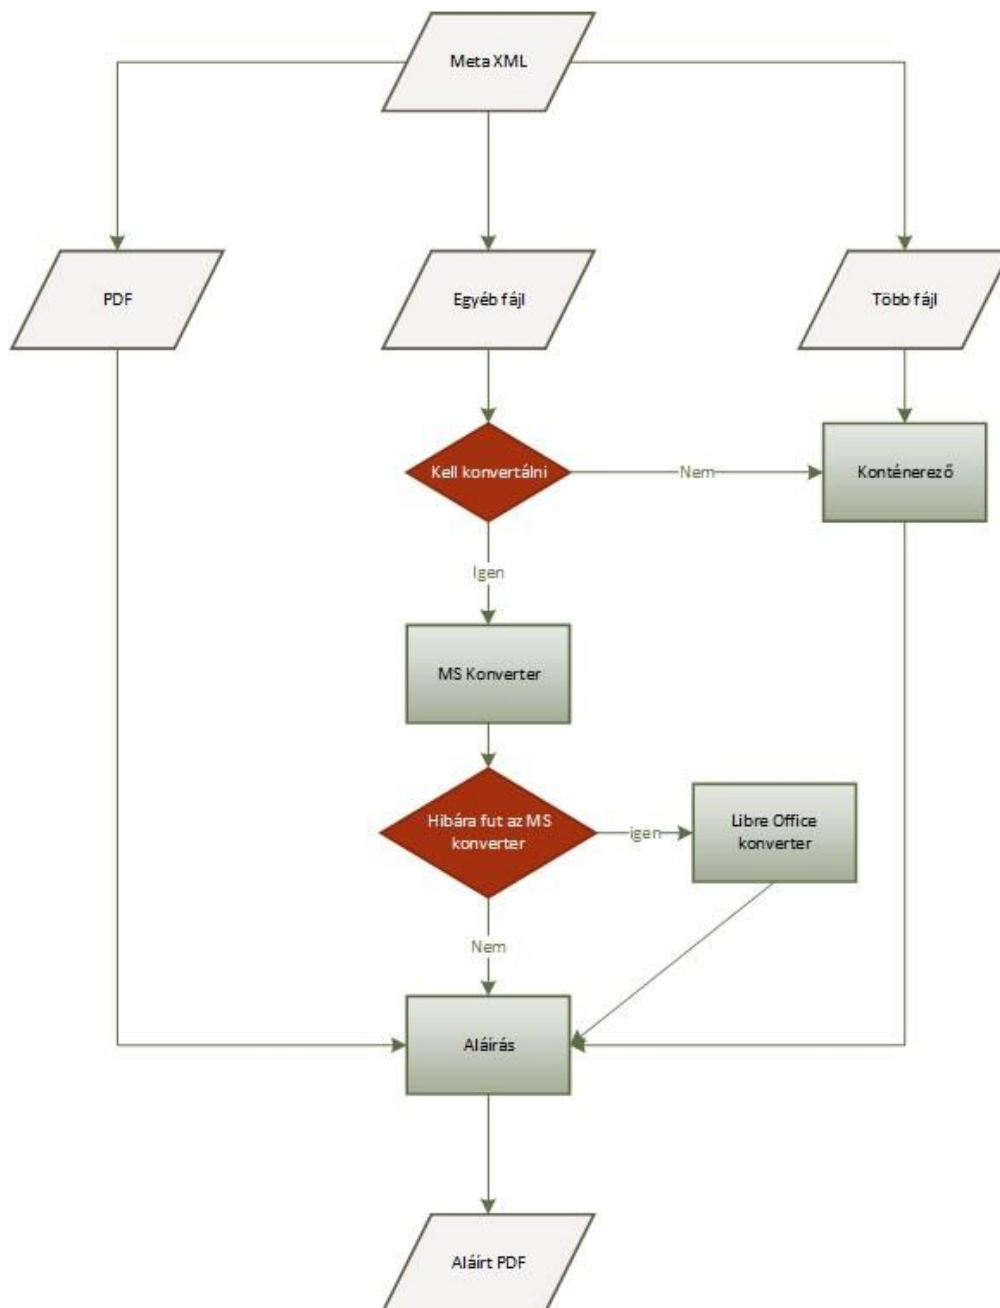 Meta XML
PDF
Egyéb fájl
Több fájl
Kell konvertálni
Nem
Konténerező
Igen
MS Konverter
Hibára fut az MS
konverter
igen
Libre Office
konverter
Nem
Aláírás
Aláírt PDF